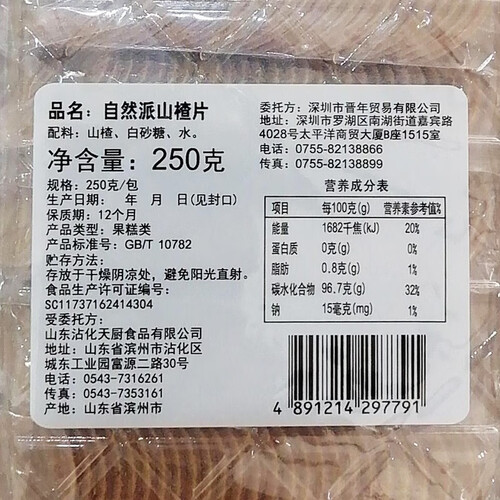 品名：自然派山楂片
配料：山楂、白砂糖、水。
净含量：250克
规格：250克/包
生产日期： 年 月 日(见封口)
保质期：12个月
产品类型：果糕类
产品标准号：GB/T 10782
贮存方法：
存放于干燥阴凉处，避免阳光直射。
食品生产许可证编号：
SC11737162414304
受委托方：
山东沾化天厨食品有限公司
地址：山东省滨州市沾化区
城东工业园富源二路30号
电话：0543-7316261
传真：0543-7353161
产地：山东省滨州市
委托方：深圳市晋年贸易有限公司
地址：深圳市罗湖区南湖街道嘉宾路
4028号太平洋商贸大厦B座1515室
电话：0755-82138866
传真：0755-82138899
营养成分表
项目 每100克(g) 营养素参考值%
能量 1682千焦(kJ) 20%
蛋白质 0克(g) 0%
脂肪 0.8克(g) 1%
碳水化合物 96.7克(g) 32%
钠 15毫克(mg) 1%
4 891214 297791